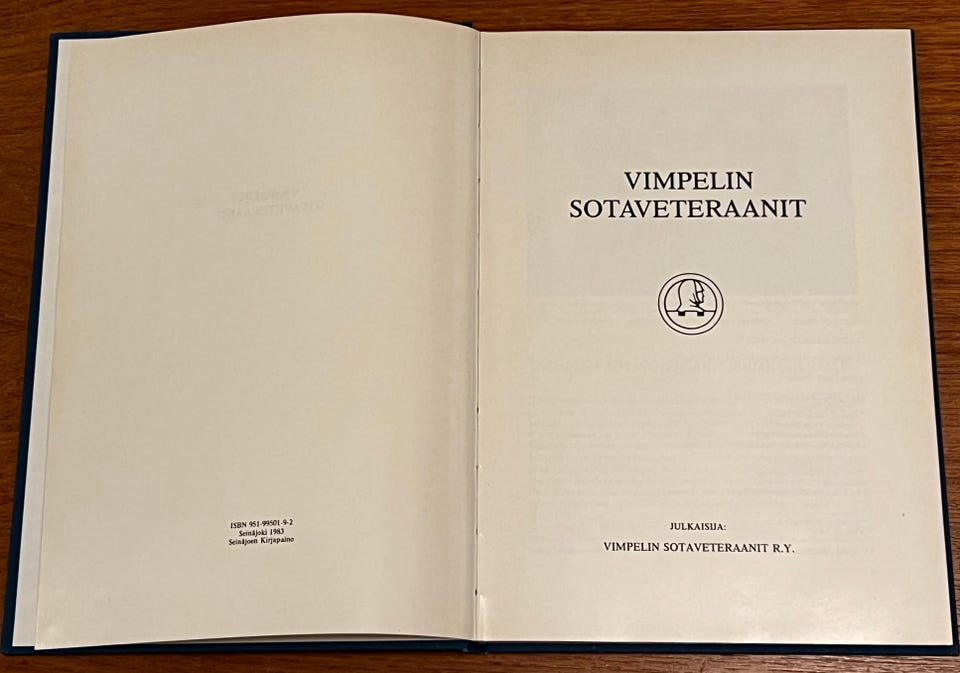 ISBN 951-99501-9-2
Seinäjoki 1983
Seinäjoen Kirjapaino
VIMPELIN
SOTAVETERAANIT
JULKAISIJA:
VIMPELIN SOTAVETERAANIT R.Y.